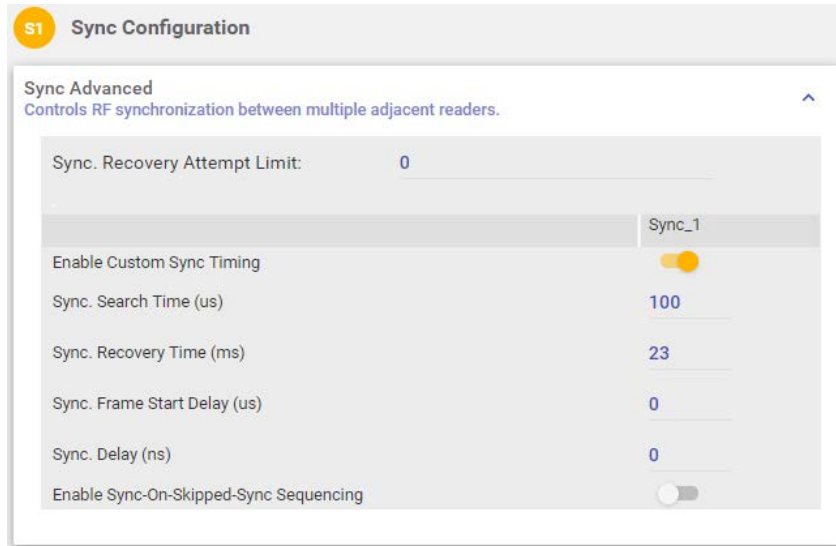 S1 Sync Configuration
Sync Advanced
Controls RF synchronization between multiple adjacent readers.
Sync. Recovery Attempt Limit: 0
Sync_1
Enable Custom Sync Timing
Sync. Search Time (us) 100
Sync. Recovery Time (ms) 23
Sync. Frame Start Delay (us) 0
Sync. Delay (ns) 0
Enable Sync-On-Skipped-Sync Sequencing